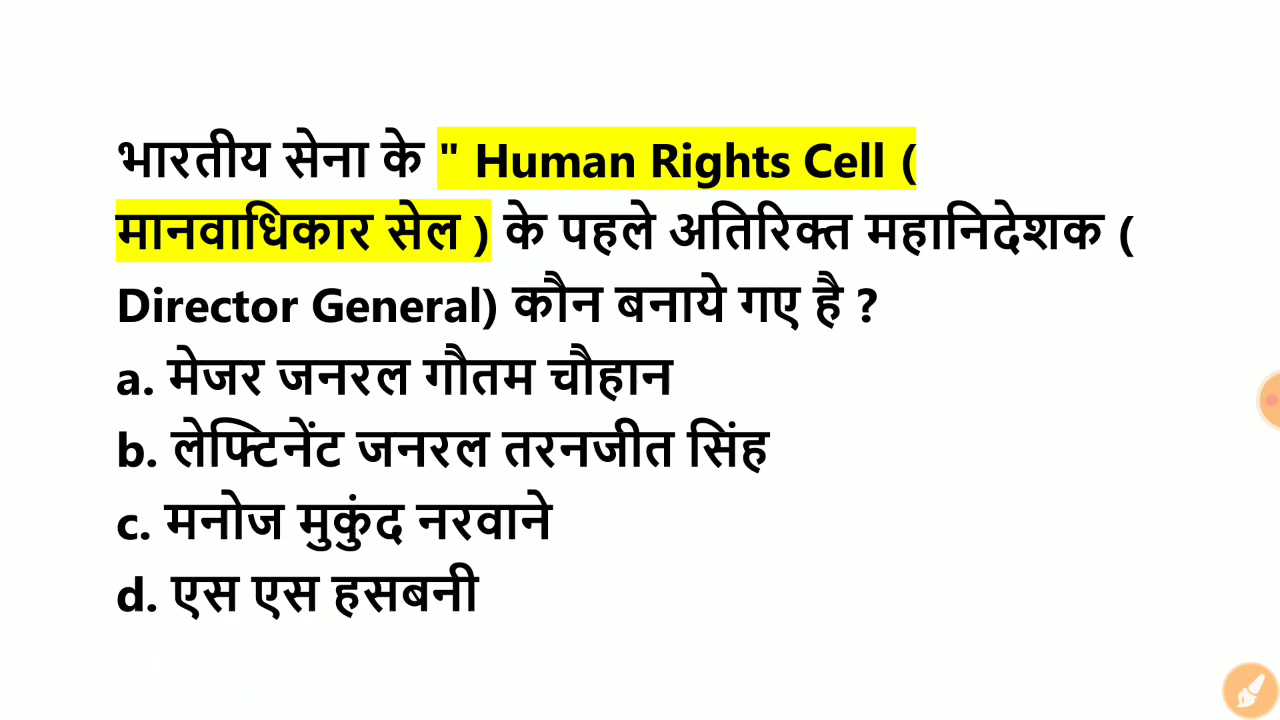 भारतीय सेना के " Human Rights Cell (
मानवाधिकार सेल ) के पहले अतिरिक्त महानिदेशक (
Director General) कौन बनाये गए है ?
a. मेजर जनरल गौतम चौहान
b. लेफ्टिनेंट जनरल तरनजीत सिंह
c. मनोज मुकुंद नरवाने
d. एस एस हसबनी